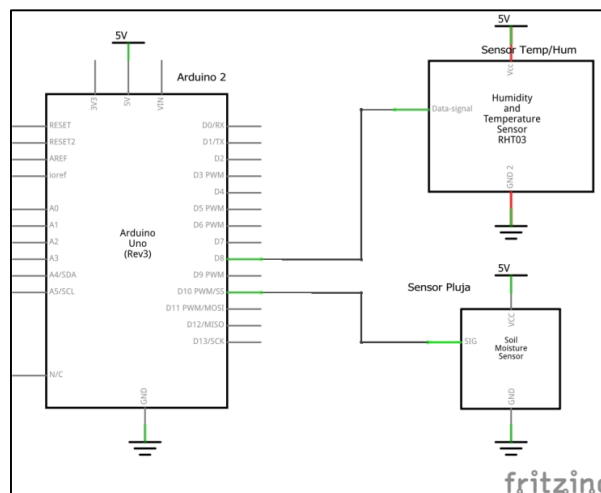 5V
Arduino 2
3V3
5V
VIN
RESET
RESET2
AREF
ioref
A0
A1
A2
A3
A4/SDA
A5/SCL
N/C
Arduino
Uno
(Rev3)
D0/RX
D1/TX
D2
D3 PWM
D4
D5 PWM
D6 PWM
D7
D8
D9 PWM
D10 PWM/SS
D11 PWM/MOSI
D12/MISO
D13/SCK
GND
5V
Sensor Temp/Hum
Vcc
Data-signal
Humidity
and
Temperature
Sensor
RHT03
GND 2
5V
Sensor Pluja
VCC
SIG
Soil
Moisture
Sensor
GND
fritzing